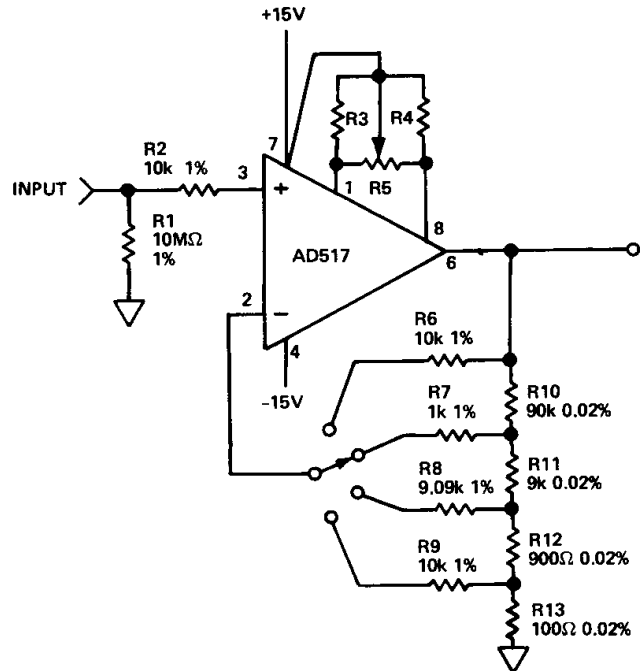 +15V
R3
R4
7
R2
10k 1%
INPUT
3
+
1
R5
R1
10MΩ
1%
8
AD517
6
2
−
4
R6
10k 1%
-15V
R7
1k 1%
R10
90k 0.02%
R8
9.09k 1%
R11
9k 0.02%
R9
10k 1%
R12
900Ω 0.02%
R13
100Ω 0.02%